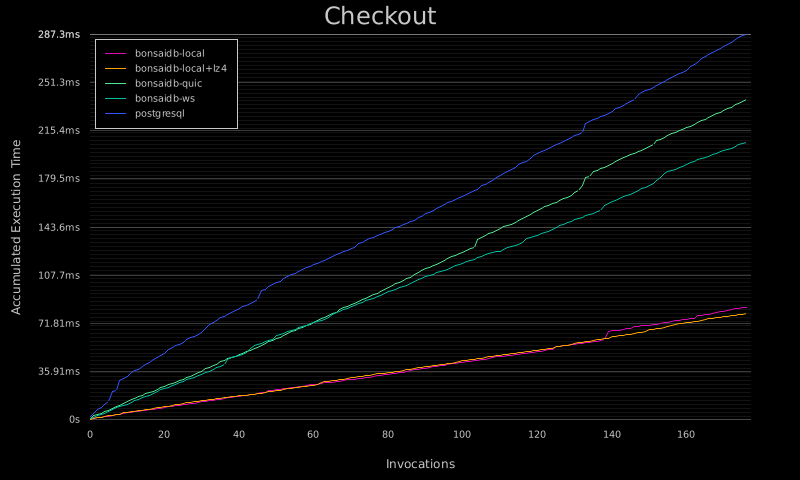 Checkout
287.3ms
251.3ms
215.4ms
179.5ms
143.6ms
107.7ms
71.81ms
35.91ms
0s
bonsaidb-local
bonsaidb-local+lz4
bonsaidb-quic
bonsaidb-ws
postgresql
Accumulated Execution Time
0 20 40 60 80 100 120 140 160
Invocations